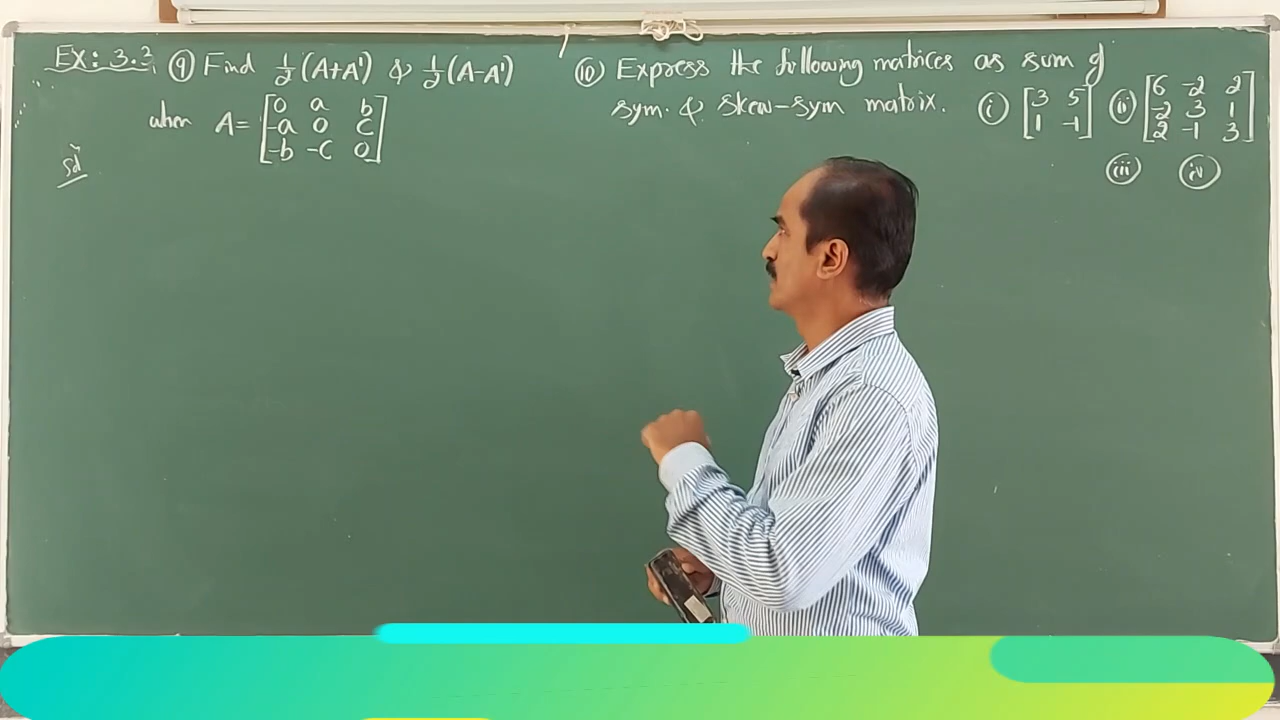 Ex: 3.3 ⑨ Find 1/2 (A+A') & 1/2 (A-A')
when A = [0 a b
-a 0 c
-b -c 0]
Sol
⑩ Express the following matrices as sum of
sym. & skew-sym matrix. (i) [3 5
1 -1] (ii) [6 -2 2
-2 3 1
2 -1 3]
(iii) (iv)